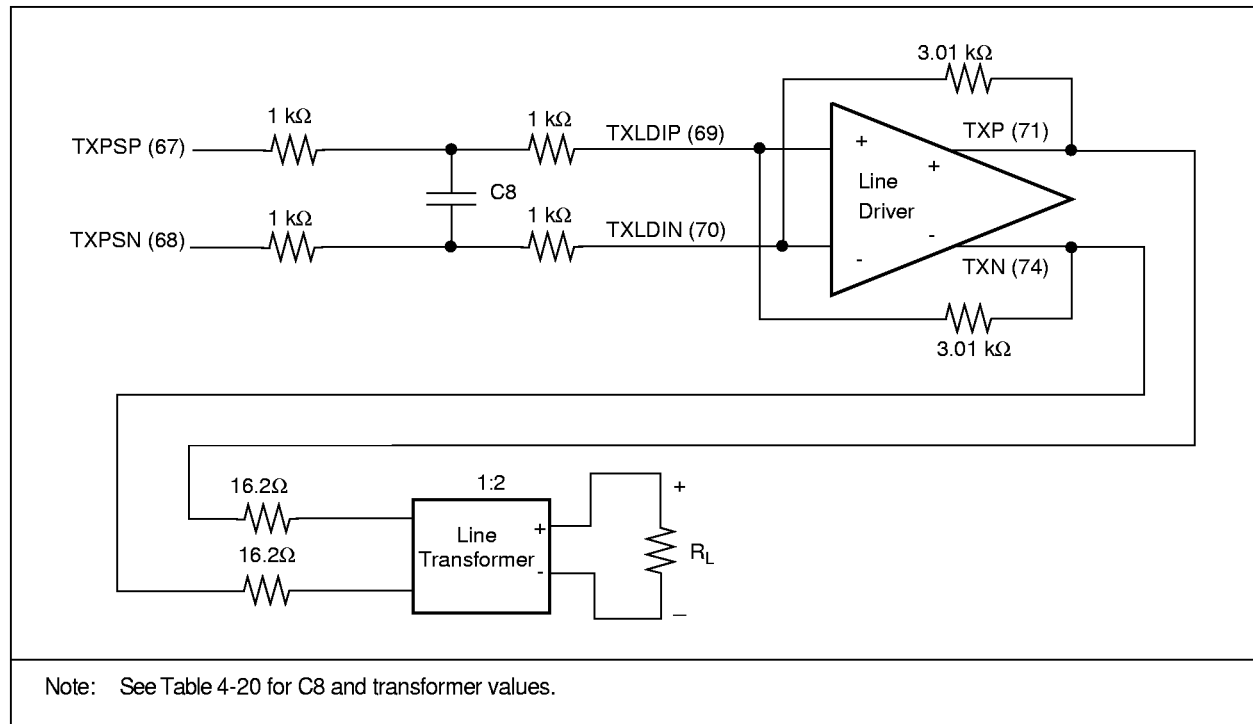 3.01 kΩ
1 kΩ
1 kΩ
TXPSP (67)
TXLDIP (69)
TXP (71)
+
+
Line
Driver
C8
1 kΩ
1 kΩ
TXPSN (68)
TXLDIN (70)
-
-
TXN (74)
3.01 kΩ
16.2Ω
1:2
+
Line
Transformer
+
-
16.2Ω
RL
–
Note: See Table 4-20 for C8 and transformer values.